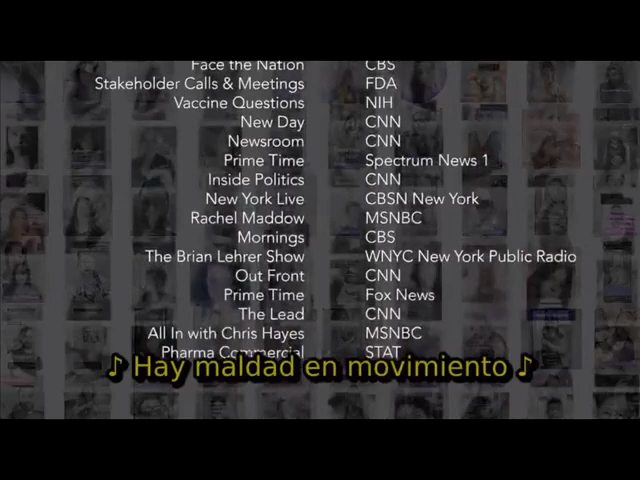 Face the Nation CBS
Stakeholder Calls & Meetings FDA
Vaccine Questions NIH
New Day CNN
Newsroom CNN
Prime Time Spectrum News 1
Inside Politics CNN
New York Live CBSN New York
Rachel Maddow MSNBC
Mornings CBS
The Brian Lehrer Show WNYC New York Public Radio
Out Front CNN
Prime Time Fox News
The Lead CNN
All In with Chris Hayes MSNBC
Pharma Commercial STAT
♪ Hay maldad en movimiento ♪